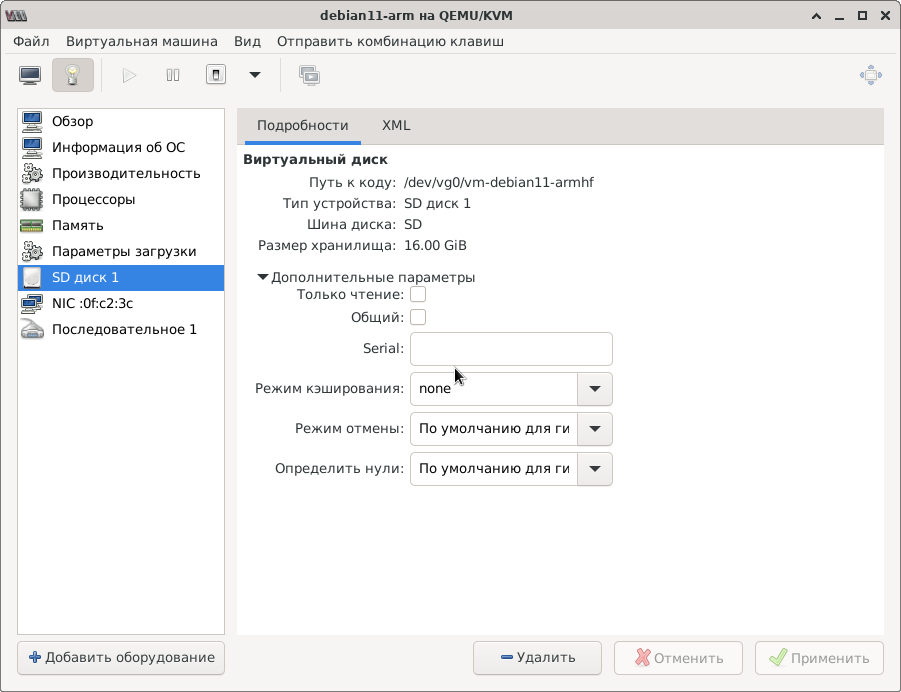 debian11-arm на QEMU/KVM
Файл Виртуальная машина Вид Отправить комбинацию клавиш
Обзор
Информация об ОС
Производительность
Процессоры
Память
Параметры загрузки
SD диск 1
NIC :0f:c2:3c
Последовательное 1
Подробности XML
Виртуальный диск
Путь к коду: /dev/vg0/vm-debian11-armhf
Тип устройства: SD диск 1
Шина диска: SD
Размер хранилища: 16.00 GiB
Дополнительные параметры
Только чтение:
Общий:
Serial:
Режим кэширования: none
Режим отмены: По умолчанию для ги
Определить нули: По умолчанию для ги
Добавить оборудование Удалить Отменить Применить